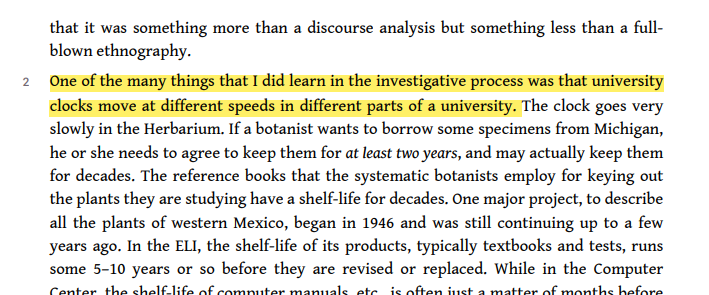 that it was something more than a discourse analysis but something less than a full-
blown ethnography.
2 One of the many things that I did learn in the investigative process was that university
clocks move at different speeds in different parts of a university. The clock goes very
slowly in the Herbarium. If a botanist wants to borrow some specimens from Michigan,
he or she needs to agree to keep them for at least two years, and may actually keep them
for decades. The reference books that the systematic botanists employ for keying out
the plants they are studying have a shelf-life for decades. One major project, to describe
all the plants of western Mexico, began in 1946 and was still continuing up to a few
years ago. In the ELI, the shelf-life of its products, typically textbooks and tests, runs
some 5–10 years or so before they are revised or replaced. While in the Computer
Center, the shelf-life of computer manuals, etc., is often just a matter of months before